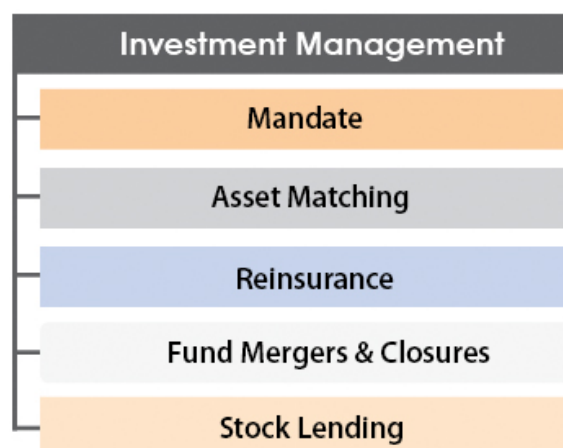 Investment Management
Mandate
Asset Matching
Reinsurance
Fund Mergers & Closures
Stock Lending